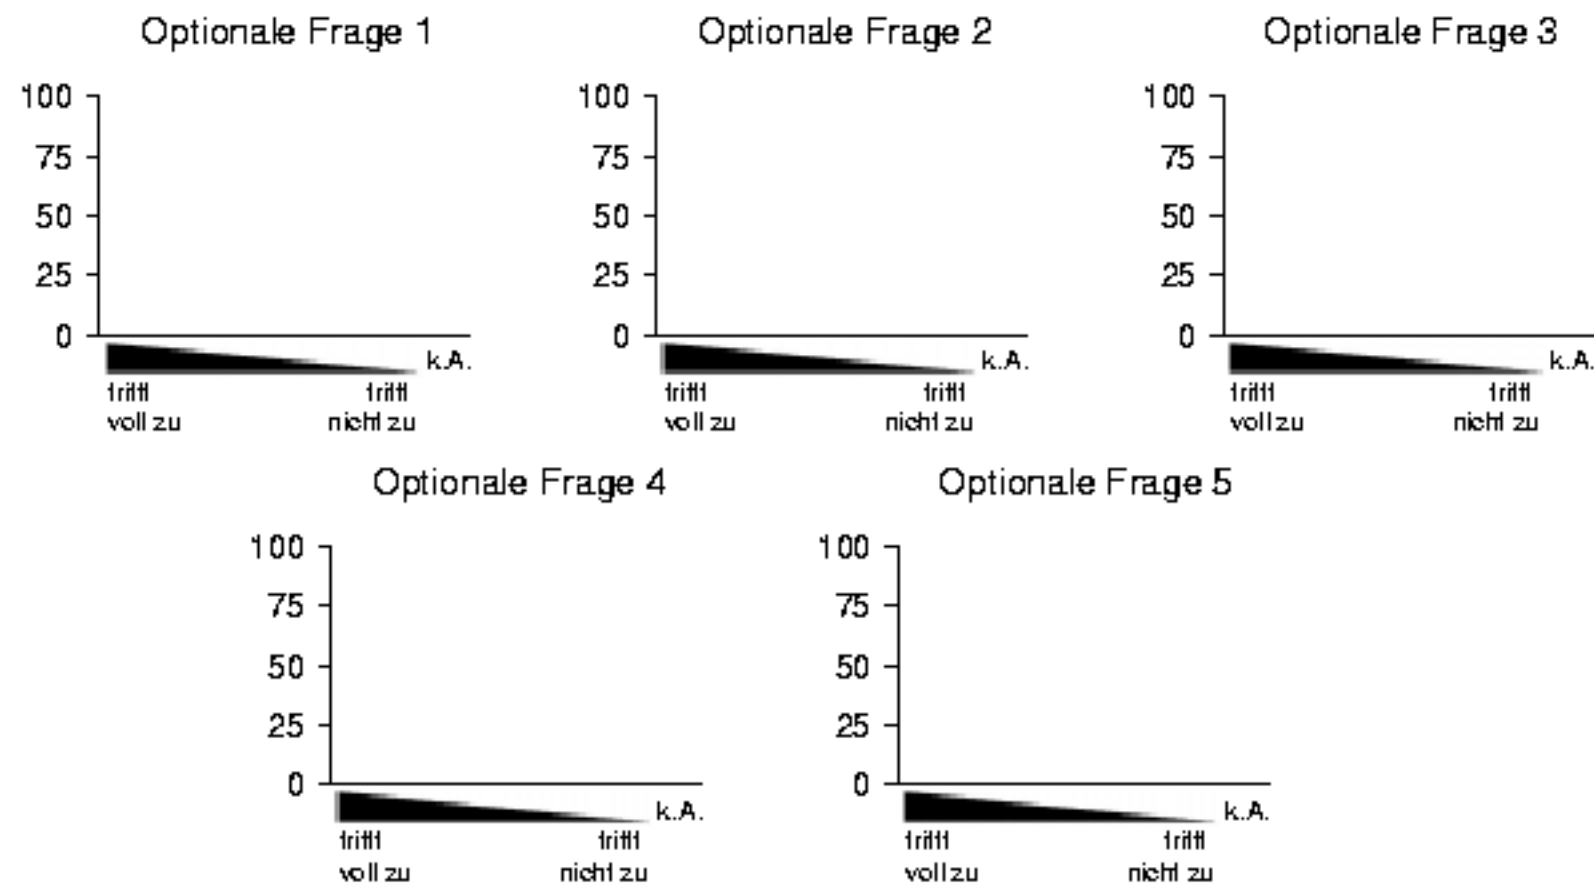 Optionale Frage 1
100
75
50
25
0
k.A.
trifft trifft
voll zu nicht zu
Optionale Frage 2
100
75
50
25
0
k.A.
trifft trifft
voll zu nicht zu
Optionale Frage 3
100
75
50
25
0
k.A.
trifft trifft
voll zu nicht zu
Optionale Frage 4
100
75
50
25
0
k.A.
trifft trifft
voll zu nicht zu
Optionale Frage 5
100
75
50
25
0
k.A.
trifft trifft
voll zu nicht zu